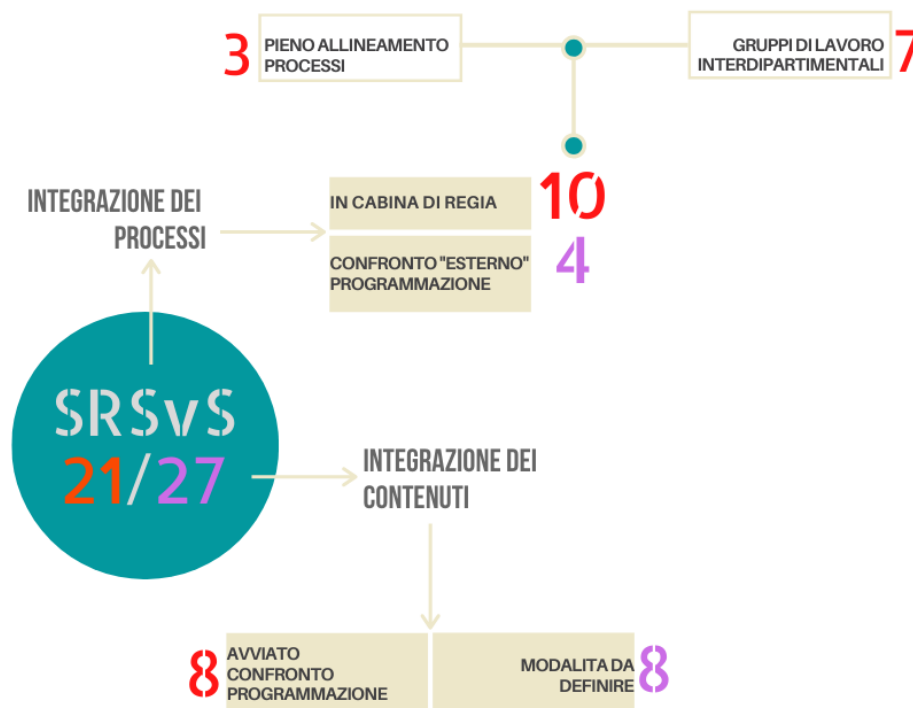 3
PIENO ALLINEAMENTO
PROCESSI
GRUPPI DI LAVORO
INTERDIPARTIMENTALI
7
INTEGRAZIONE DEI
PROCESSI
IN CABINA DI REGIA
10
CONFRONTO "ESTERNO"
PROGRAMMAZIONE
4
SRSvS
21/27
INTEGRAZIONE DEI
CONTENUTI
8
AVVIATO
CONFRONTO
PROGRAMMAZIONE
MODALITA DA
DEFINIRE
8